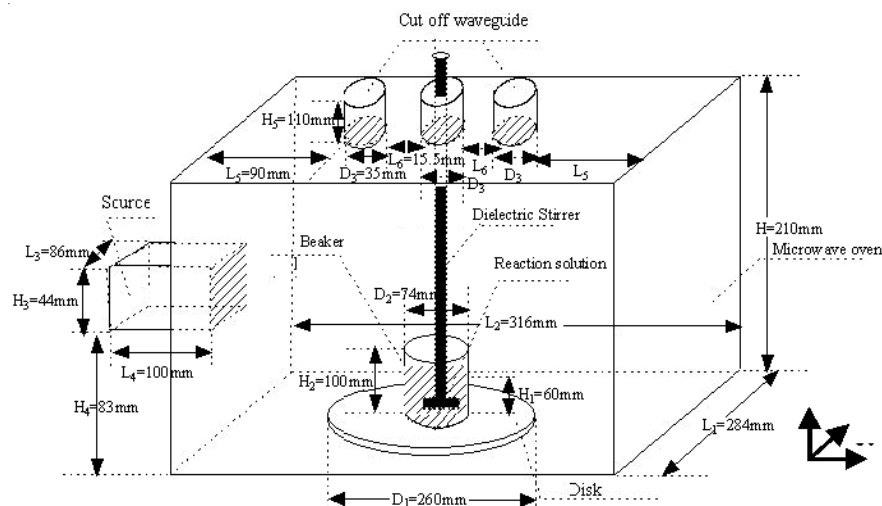 Cut off waveguide
H₅=110mm
L₆=15.5mm
L₆
L₅=90mm
D₃=35mm
D₃
D₃
L₅
Source
Dielectric Stirrer
H=210mm
L₃=86mm
Beaker
Microwave oven
Reaction solution
H₃=44mm
D₂=74mm
L₂=316mm
L₄=100mm
H₂=100mm
H₁=60mm
H₄=83mm
L₁=284mm
D₁=260mm
Disk